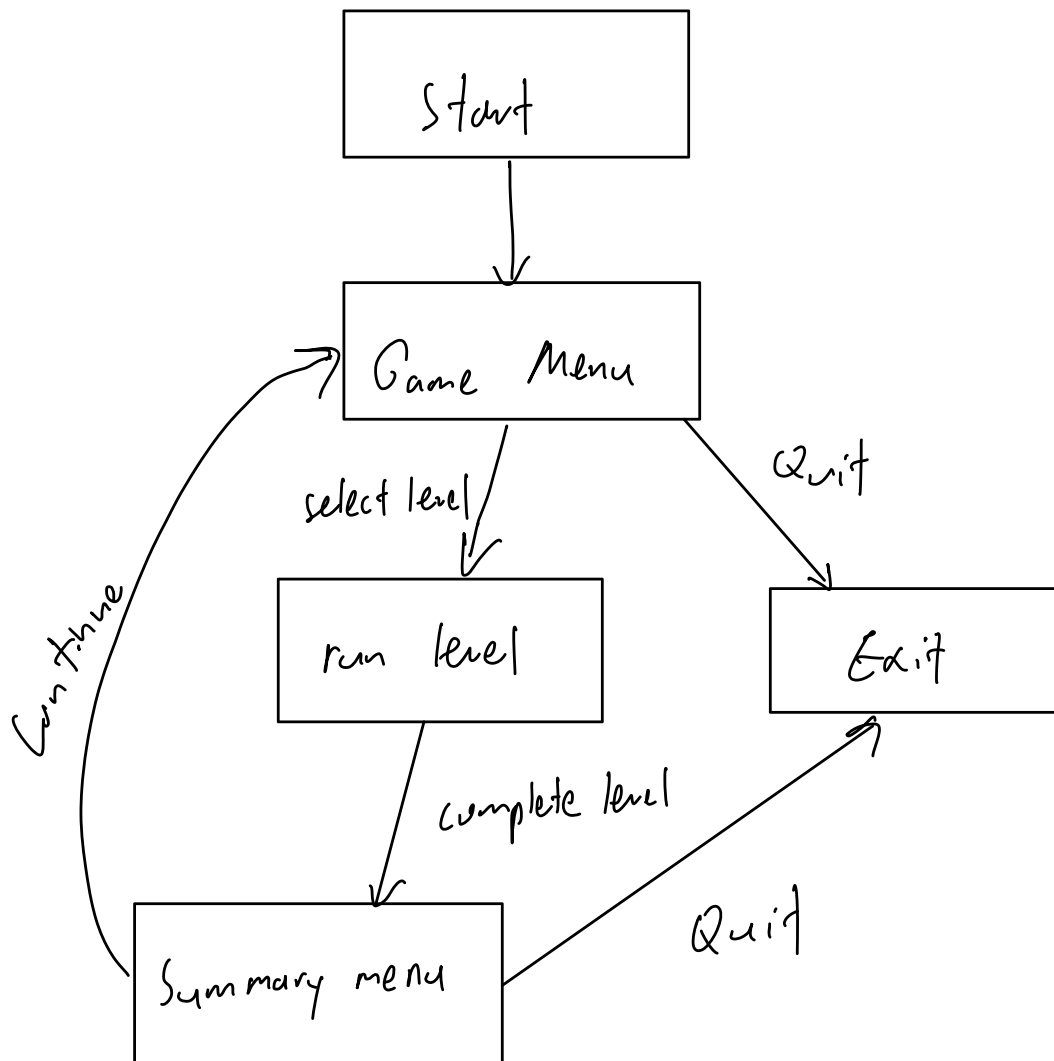 Start
Game Menu
Quit
select level
Continue
run level
Exit
complete level
Quit
Summary menu